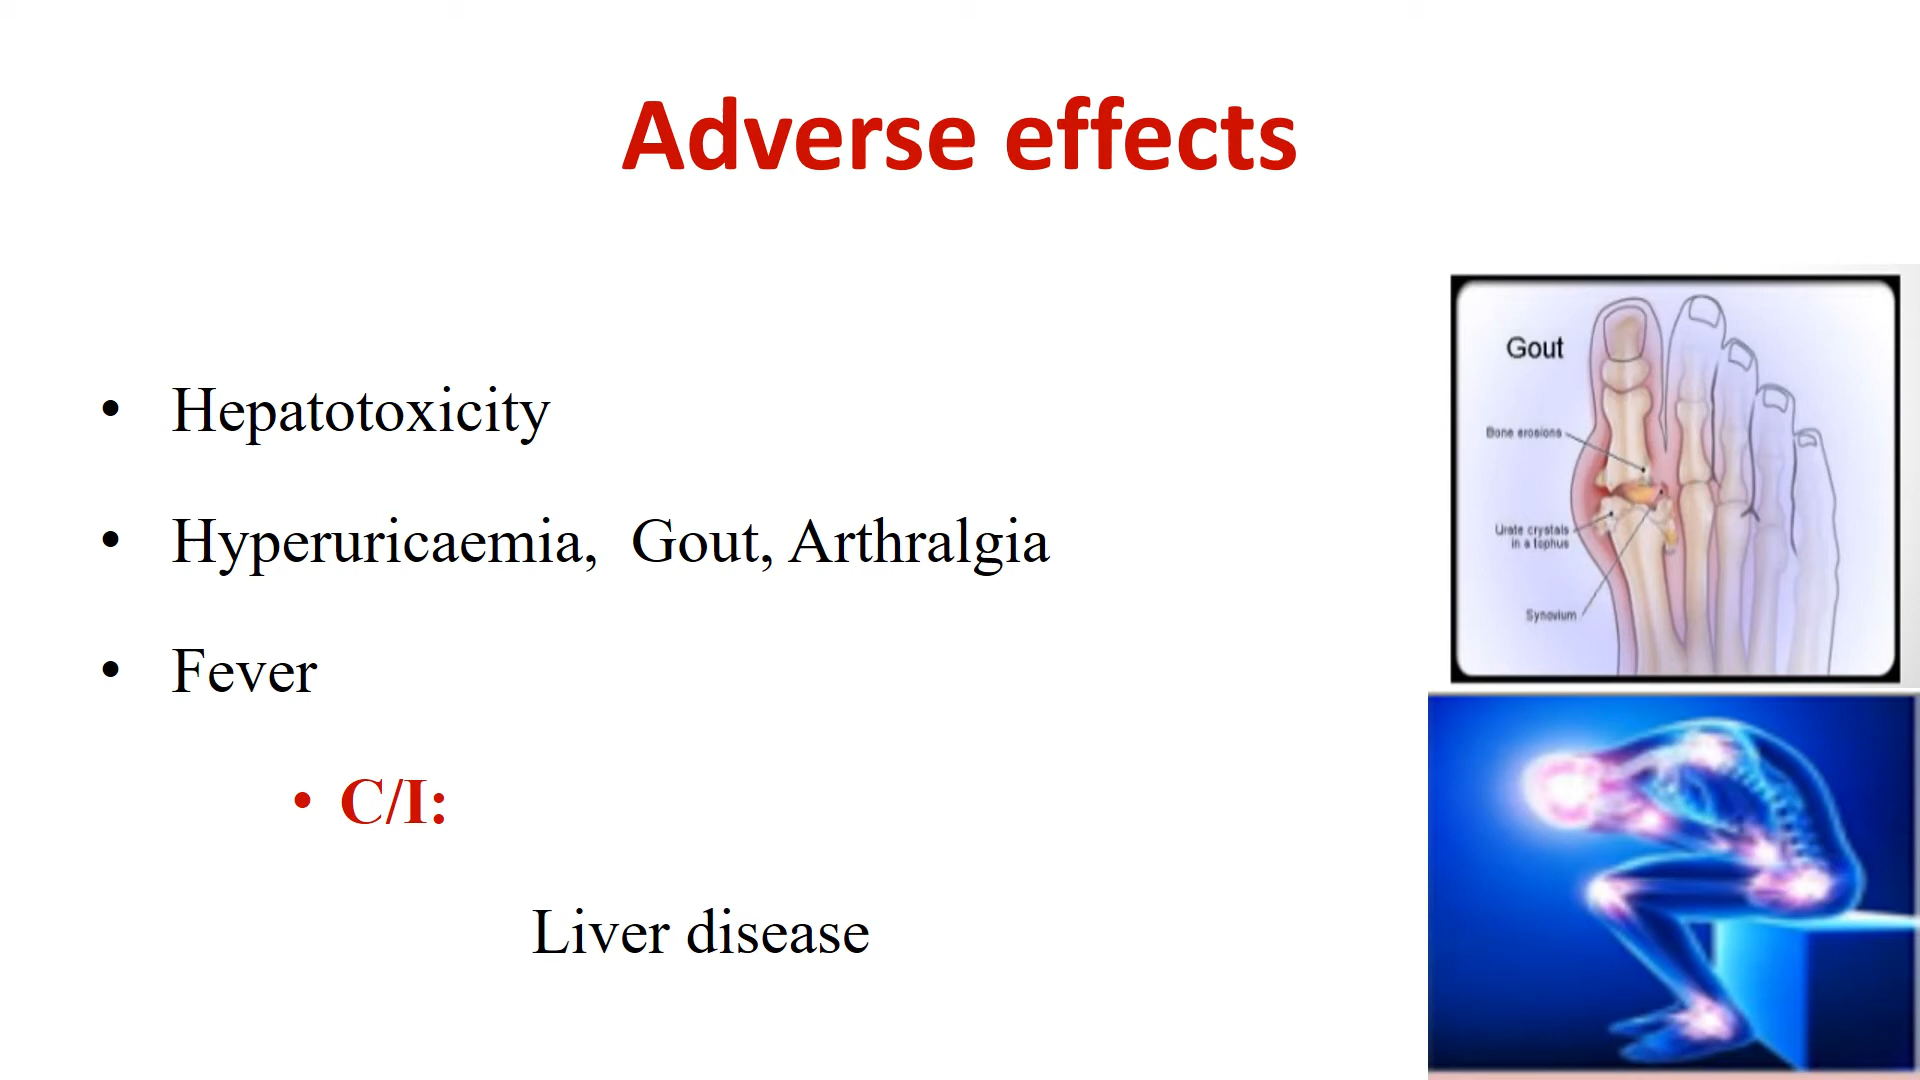 Adverse effects
• Hepatotoxicity
• Hyperuricaemia, Gout, Arthralgia
• Fever
• C/I:
Liver disease
Gout
Bone erosions
Urate crystals
in a tophus
Synovium